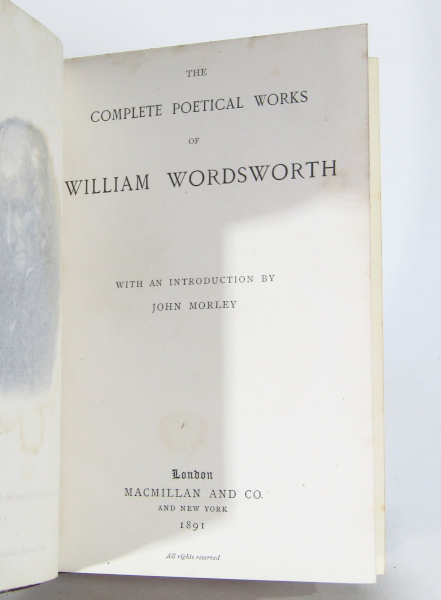 THE
COMPLETE POETICAL WORKS
OF
WILLIAM WORDSWORTH
WITH AN INTRODUCTION BY
JOHN MORLEY
London
MACMILLAN AND CO.
AND NEW YORK
1891
All rights reserved